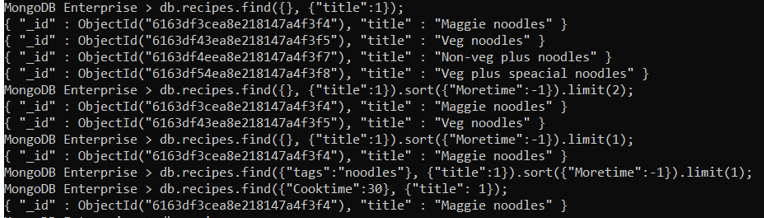 MongoDB Enterprise > db.recipes.find({}, {"title":1});
{ "_id" : ObjectId("6163df3cea8e218147a4f3f4"), "title" : "Maggie noodles" }
{ "_id" : ObjectId("6163df43ea8e218147a4f3f5"), "title" : "Veg noodles" }
{ "_id" : ObjectId("6163df4eea8e218147a4f3f7"), "title" : "Non-veg plus noodles" }
{ "_id" : ObjectId("6163df54ea8e218147a4f3f8"), "title" : "Veg plus speacial noodles" }
MongoDB Enterprise > db.recipes.find({}, {"title":1}).sort({"Moretime":-1}).limit(2);
{ "_id" : ObjectId("6163df3cea8e218147a4f3f4"), "title" : "Maggie noodles" }
{ "_id" : ObjectId("6163df43ea8e218147a4f3f5"), "title" : "Veg noodles" }
MongoDB Enterprise > db.recipes.find({}, {"title":1}).sort({"Moretime":-1}).limit(1);
{ "_id" : ObjectId("6163df3cea8e218147a4f3f4"), "title" : "Maggie noodles" }
MongoDB Enterprise > db.recipes.find({"tags":"noodles"}, {"title":1}).sort({"Moretime":-1}).limit(1);
MongoDB Enterprise > db.recipes.find({"Cooktime":30}, {"title": 1});
{ "_id" : ObjectId("6163df3cea8e218147a4f3f4"), "title" : "Maggie noodles" }